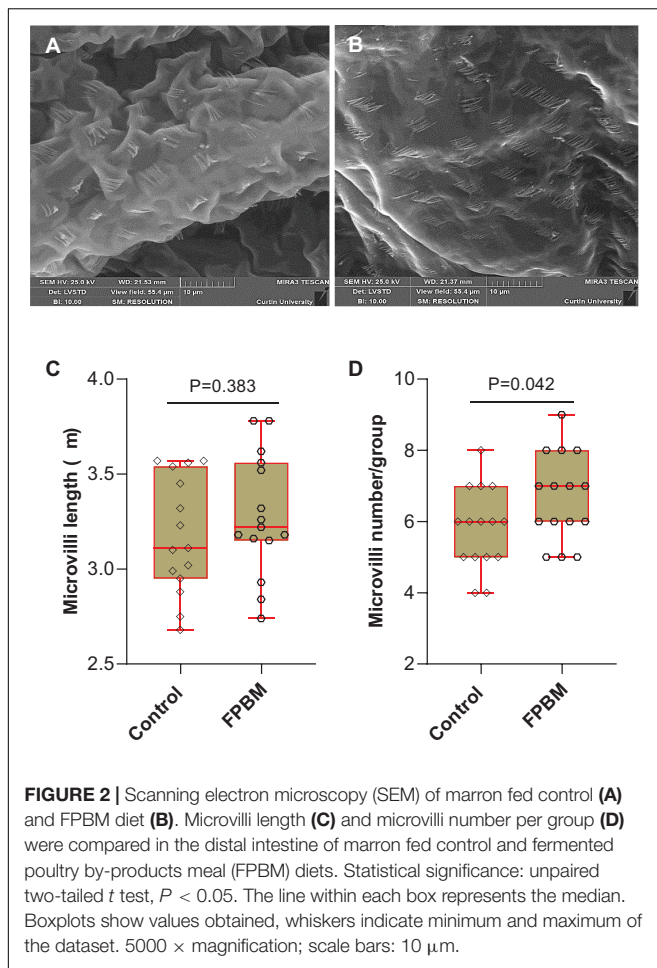 A
B
SEM HV: 25.0 kV WD: 21.53 mm MIRA3 TESCAN
Det: LVSTD View field: 55.4 µm 10 µm
BI: 10.00 SM: RESOLUTION Curtin University
SEM HV: 25.0 kV WD: 21.37 mm MIRA3 TESCAN
Det: LVSTD View field: 55.4 µm 10 µm
BI: 10.00 SM: RESOLUTION Curtin University
C
P=0.383
Microvilli length ( m)
4.0
3.5
3.0
2.5
Control
FPBM
D
P=0.042
Microvilli number/group
10
8
6
4
2
Control
FPBM
FIGURE 2 | Scanning electron microscopy (SEM) of marron fed control (A)
and FPBM diet (B). Microvilli length (C) and microvilli number per group (D)
were compared in the distal intestine of marron fed control and fermented
poultry by-products meal (FPBM) diets. Statistical significance: unpaired
two-tailed t test, P < 0.05. The line within each box represents the median.
Boxplots show values obtained, whiskers indicate minimum and maximum of
the dataset. 5000 × magnification; scale bars: 10 µm.